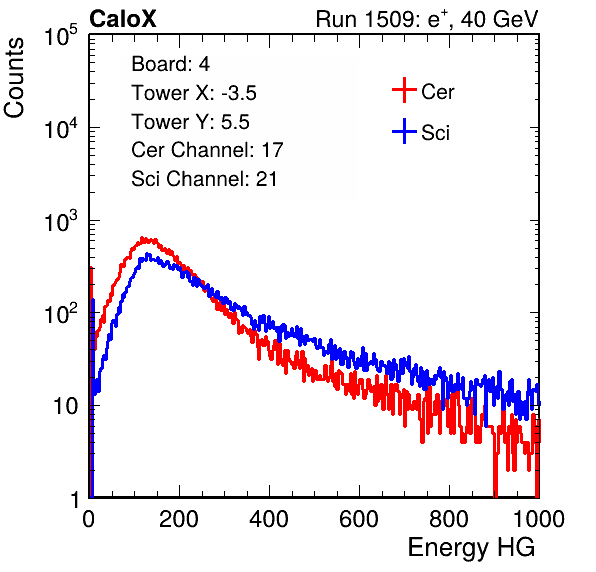 CaloX Run 1509: e⁺, 40 GeV
Counts
Board: 4
Tower X: -3.5
Tower Y: 5.5
Cer Channel: 17
Sci Channel: 21
Cer
Sci
10⁵
10⁴
10³
10²
10
1
0 200 400 600 800 1000
Energy HG